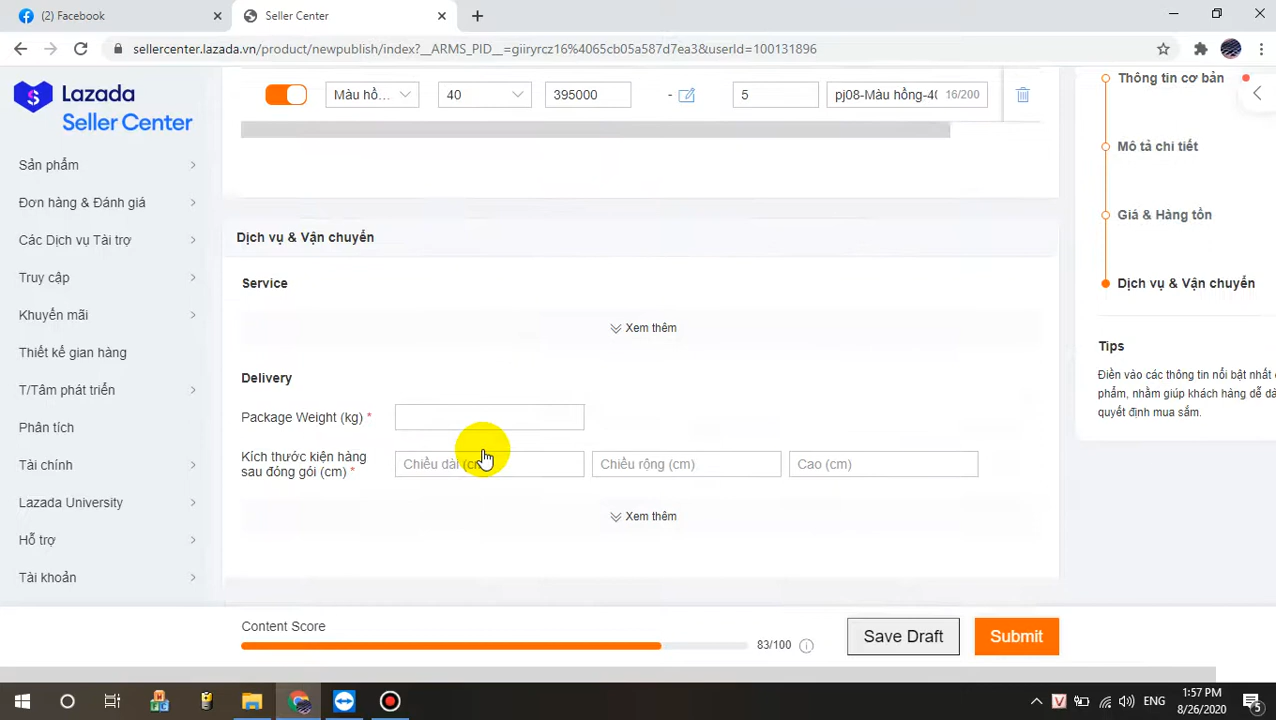 (2) Facebook
Seller Center
sellercenter.lazada.vn/product/newpublish/index?__ARMS_PID__=giiryrcz16%4065cb05a587d7ea3&userId=100131896
Lazada
Seller Center
Sản phẩm
Đơn hàng & Đánh giá
Các Dịch vụ Tài trợ
Truy cập
Khuyến mãi
Thiết kế gian hàng
T/Tâm phát triển
Phân tích
Tài chính
Lazada University
Hỗ trợ
Tài khoản
Màu hồ... 40 395000 - 5 pj08-Màu hồng-4( 16/200
Dịch vụ & Vận chuyển
Service
Xem thêm
Delivery
Package Weight (kg) *
Kích thước kiện hàng
sau đóng gói (cm) *
Chiều dài (cm) Chiều rộng (cm) Cao (cm)
Xem thêm
Thông tin cơ bản
Mô tả chi tiết
Giá & Hàng tồn
Dịch vụ & Vận chuyển
Tips
Điền vào các thông tin nổi bật nhất
phẩm, nhằm giúp khách hàng dễ dà
quyết định mua sắm.
Content Score
83/100
Save Draft
Submit
ENG
1:57 PM
8/26/2020
5